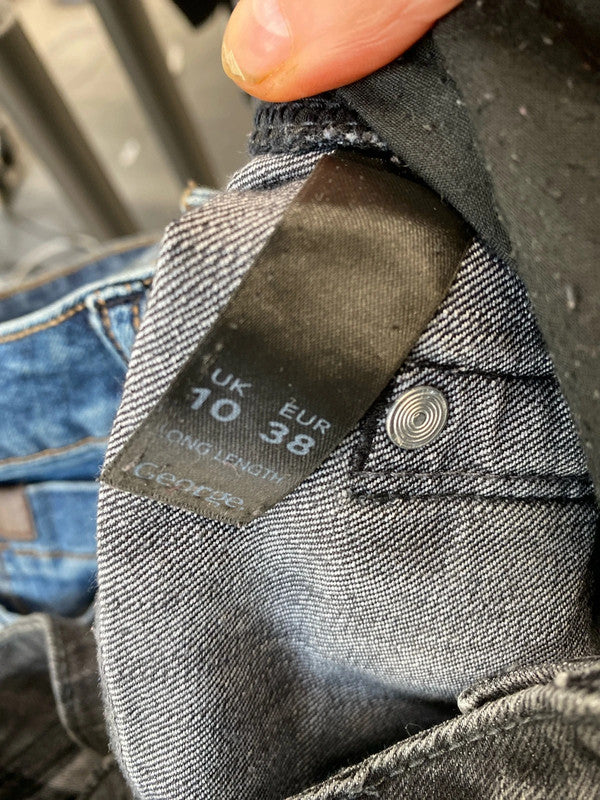 UK EUR
10 38
LONG LENGTH
George